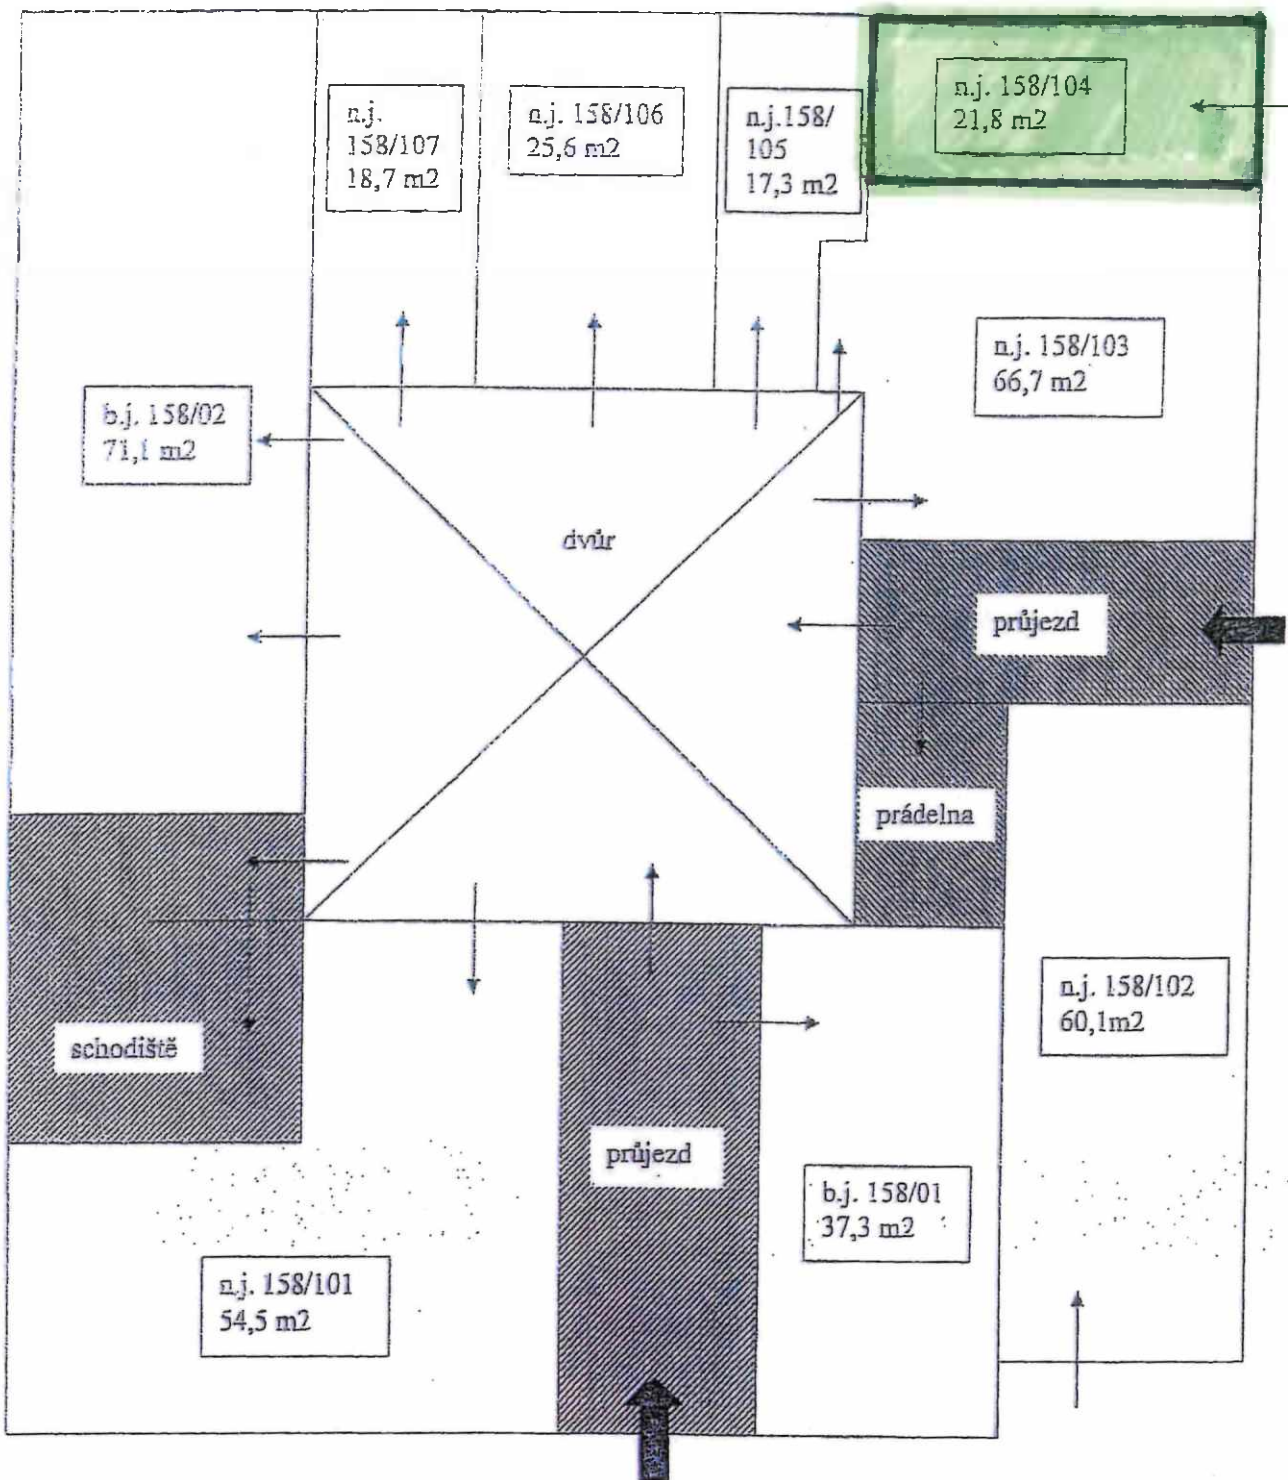 n.j.
158/107
18,7 m2
n.j. 158/106
25,6 m2
n.j.158/
105
17,3 m2
n.j. 158/104
21,8 m2
n.j. 158/103
66,7 m2
b.j. 158/02
71,1 m2
dvůr
průjezd
prádelna
n.j. 158/102
60,1m2
schodiště
průjezd
b.j. 158/01
37,3 m2
n.j. 158/101
54,5 m2